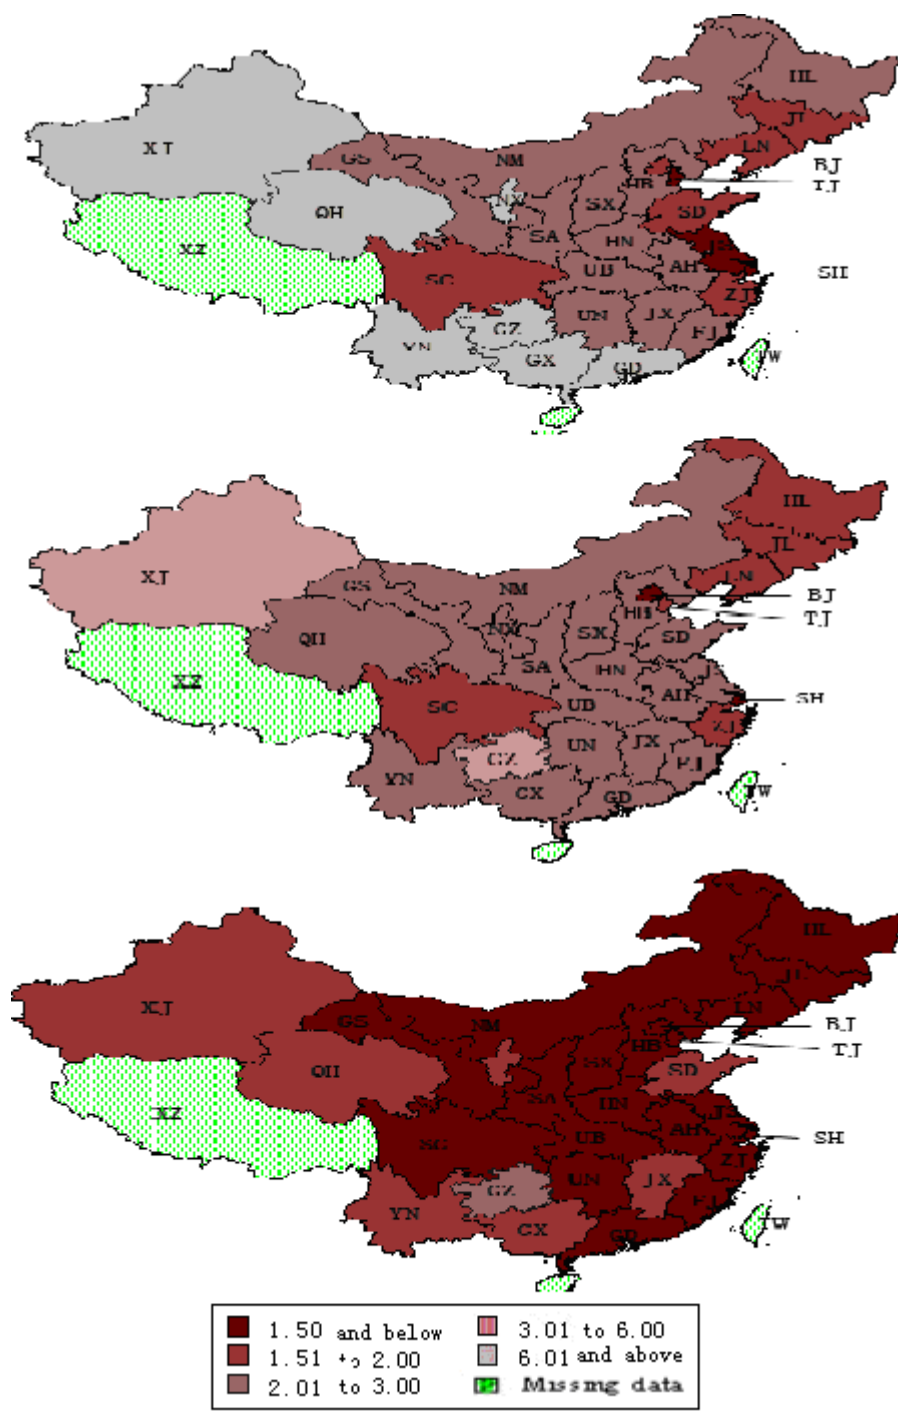 HL
XT
JI
GS
NM
LN
BJ
HB
TJ
NX
QH
SX
SD
SA
HN
JS
XZ
UB
AH
SH
SC
ZJ
UN
JX
GZ
FJ
YN
GX
GD
W
HL
JL
XJ
GS
NM
LN
BJ
HB
TJ
NX
SX
QH
SD
SA
HN
JS
XZ
AH
SH
SC
UB
ZJ
UN
JX
GZ
FJ
YN
GX
GD
TW
HL
JL
XJ
NM
LN
GS
BJ
HB
TJ
SX
SD
QH
SA
HN
JS
XZ
AH
SH
SC
UB
ZJ
UN
JX
GZ
FJ
YN
GX
GD
W
1.50 and below
3.01 to 6.00
1.51 to 2.00
6.01 and above
2.01 to 3.00
Missing data